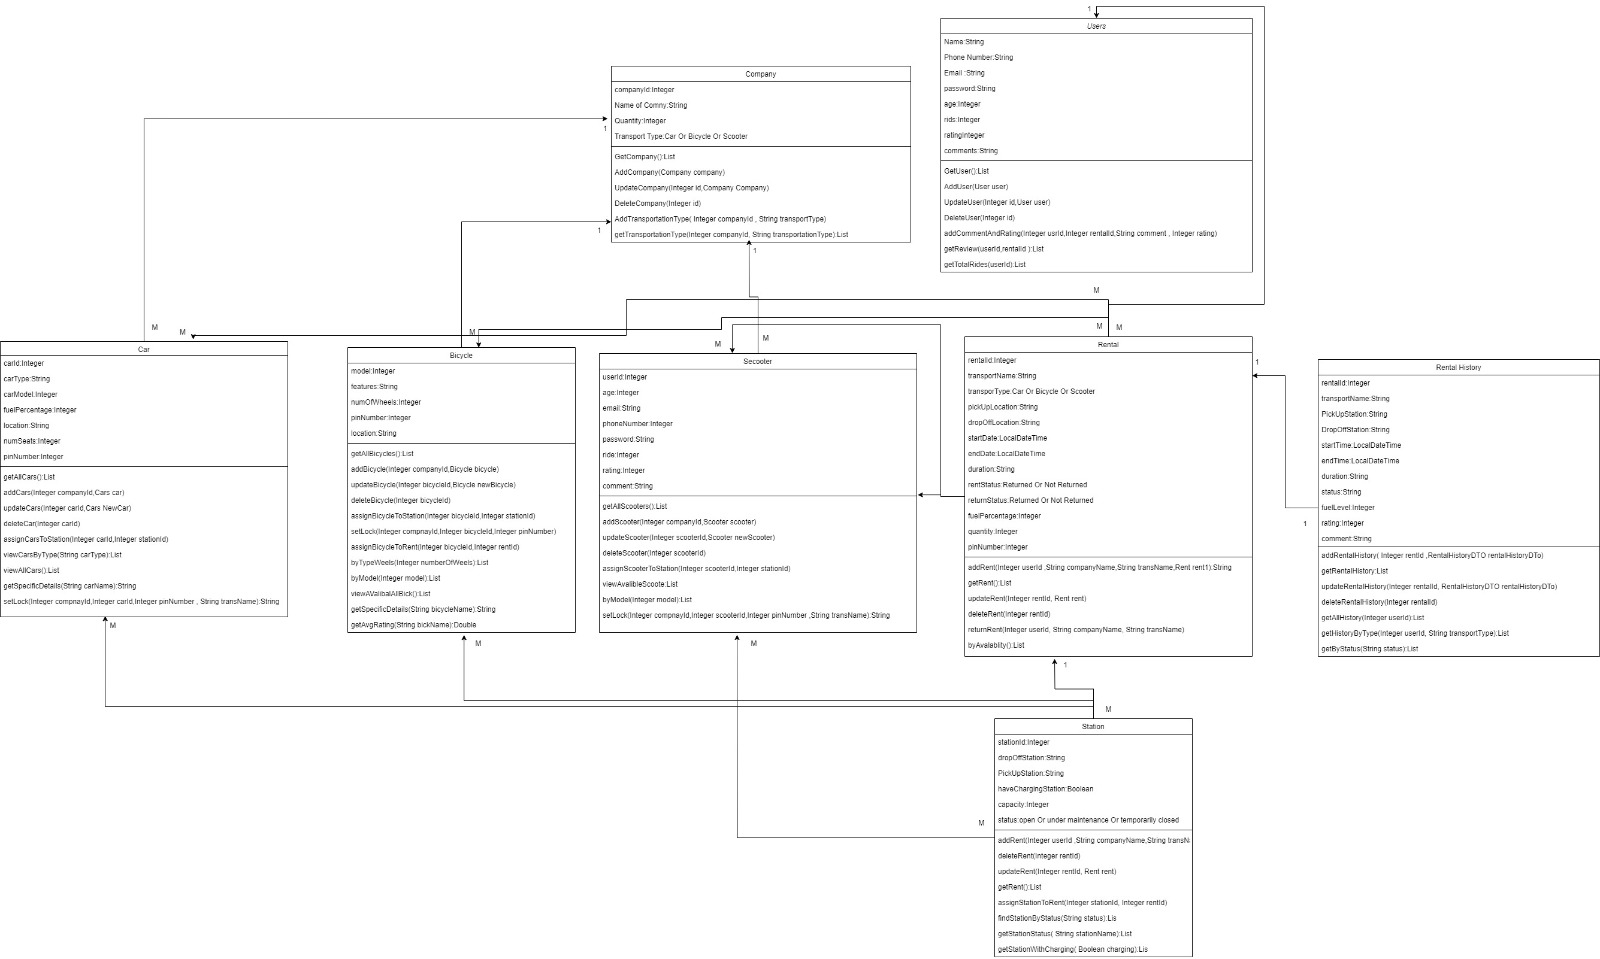 1
Users
Name:String
Phone Number:String
Email :String
password:String
age:Integer
rids:Integer
ratingInteger
comments:String
GetUser():List
AddUser(User user)
UpdateUser(Integer id,User user)
DeleteUser(Integer id)
addCommentAndRating(Integer usrId,Integer rentalId,String comment , Integer rating)
getReview(userId,rentalId ):List
getTotalRides(userId):List
Company
companyId:Integer
Name of Comny:String
Quantity:Integer
Transport Type:Car Or Bicycle Or Scooter
GetCompany():List
AddCompany(Company company)
UpdateCompany(Integer id,Company Company)
DeleteCompany(Integer id)
AddTransportationType( Integer companyId , String transportType)
getTransportationType(Integer companyId, String transportationType):List
1
1
1
M
M
M
M
M
M
M
M
Car
carId:Integer
carType:String
carModel:Integer
fuelPercentage:Integer
location:String
numSeats:Integer
pinNumber:Integer
getAllCars():List
addCars(Integer companyId,Cars car)
updateCars(Integer carId,Cars NewCar)
deleteCar(integer carId)
assignCarsToStation(Integer carId,Integer stationId)
viewCarsByType(String carType):List
viewAllCars():List
getSpecificDetails(String carName):String
setLock(Integer compnayId,Integer carId,Integer pinNumber , String transName):String
M
Bicycle
model:Integer
features:String
numOfWheels:Integer
pinNumber:Integer
location:String
getAllBicycles():List
addBicycle(Integer companyId,Bicycle bicycle)
updateBicycle(Integer bicycleId,Bicycle newBicycle)
deleteBicycle(Integer bicycleId)
assignBicycleToStation(Integer bicycleId,Integer stationId)
setLock(Integer compnayId,Integer bicycleId,Integer pinNumber)
assignBicycleToRent(Integer bicycleId,Integer rentId)
byTypeWeels(Integer numberOfWeels):List
byModel(Integer model):List
viewAValibalAllBick():List
getSpecificDetails(String bicycleName):String
getAvgRating(String bickName):Double
M
Secooter
userId:Integer
age:Integer
email:String
phoneNumber:Integer
password:String
ride:Integer
rating:Integer
comment:String
getAllScooters():List
addScooter(Integer companyId,Scooter scooter)
updateScooter(Integer scooterId,Scooter newScooter)
deleteScooter(Integer scooterId)
assignScooterToStation(Integer scooterId,Integer stationId)
viewAvalibleScoote:List
byModel(Integer model):List
setLock(Integer compnayId,Integer scooterId,Integer pinNumber ,String transName):String
M
Rental
rentalId:Integer
transportName:String
transporType:Car Or Bicycle Or Scooter
pickUpLocation:String
dropOffLocation:String
startDate:LocalDateTime
endDate:LocalDateTime
duration:String
rentStatus:Returned Or Not Returned
returnStatus:Returned Or Not Returned
fuelPercentage:Integer
quantity:Integer
pinNumber:Integer
addRent(Integer userId ,String companyName,String transName,Rent rent1):String
getRent():List
updateRent(Integer rentId, Rent rent)
deleteRent(Integer rentId)
returnRent(Integer userId, String companyName, String transName)
byAvalablity():List
1
1
1
Rental History
rentalId:Integer
transportName:String
PickUpStation:String
DropOffStation:String
startTime:LocalDateTime
endTime:LocalDateTime
duration:String
status:String
fuelLevel:Integer
rating:Integer
comment:String
addRentalHistory( Integer rentId ,RentalHistoryDTO rentalHistoryDTo)
getRentalHistory:List
updateRentalHistory(Integer rentalId, RentalHistoryDTO rentalHistoryDTo)
deleteRentalHistory(Integer rentalId)
getAllHistory(Integer userId):List
getHistoryByType(Integer userId, String transportType):List
getByStatus(String status):List
M
M
Station
stationId:Integer
dropOffStation:String
PickUpStation:String
haveChargingStation:Boolean
capacity:Integer
status:open Or under maintenance Or temporarily closed
addRent(Integer userId ,String companyName,String transN
deleteRent(Integer rentId)
updateRent(Integer rentId, Rent rent)
getRent():List
assignStationToRent(Integer stationId, Integer rentId)
findStationByStatus(String status):Lis
getStationStatus( String stationName):List
getStationWithCharging( Boolean charging):Lis